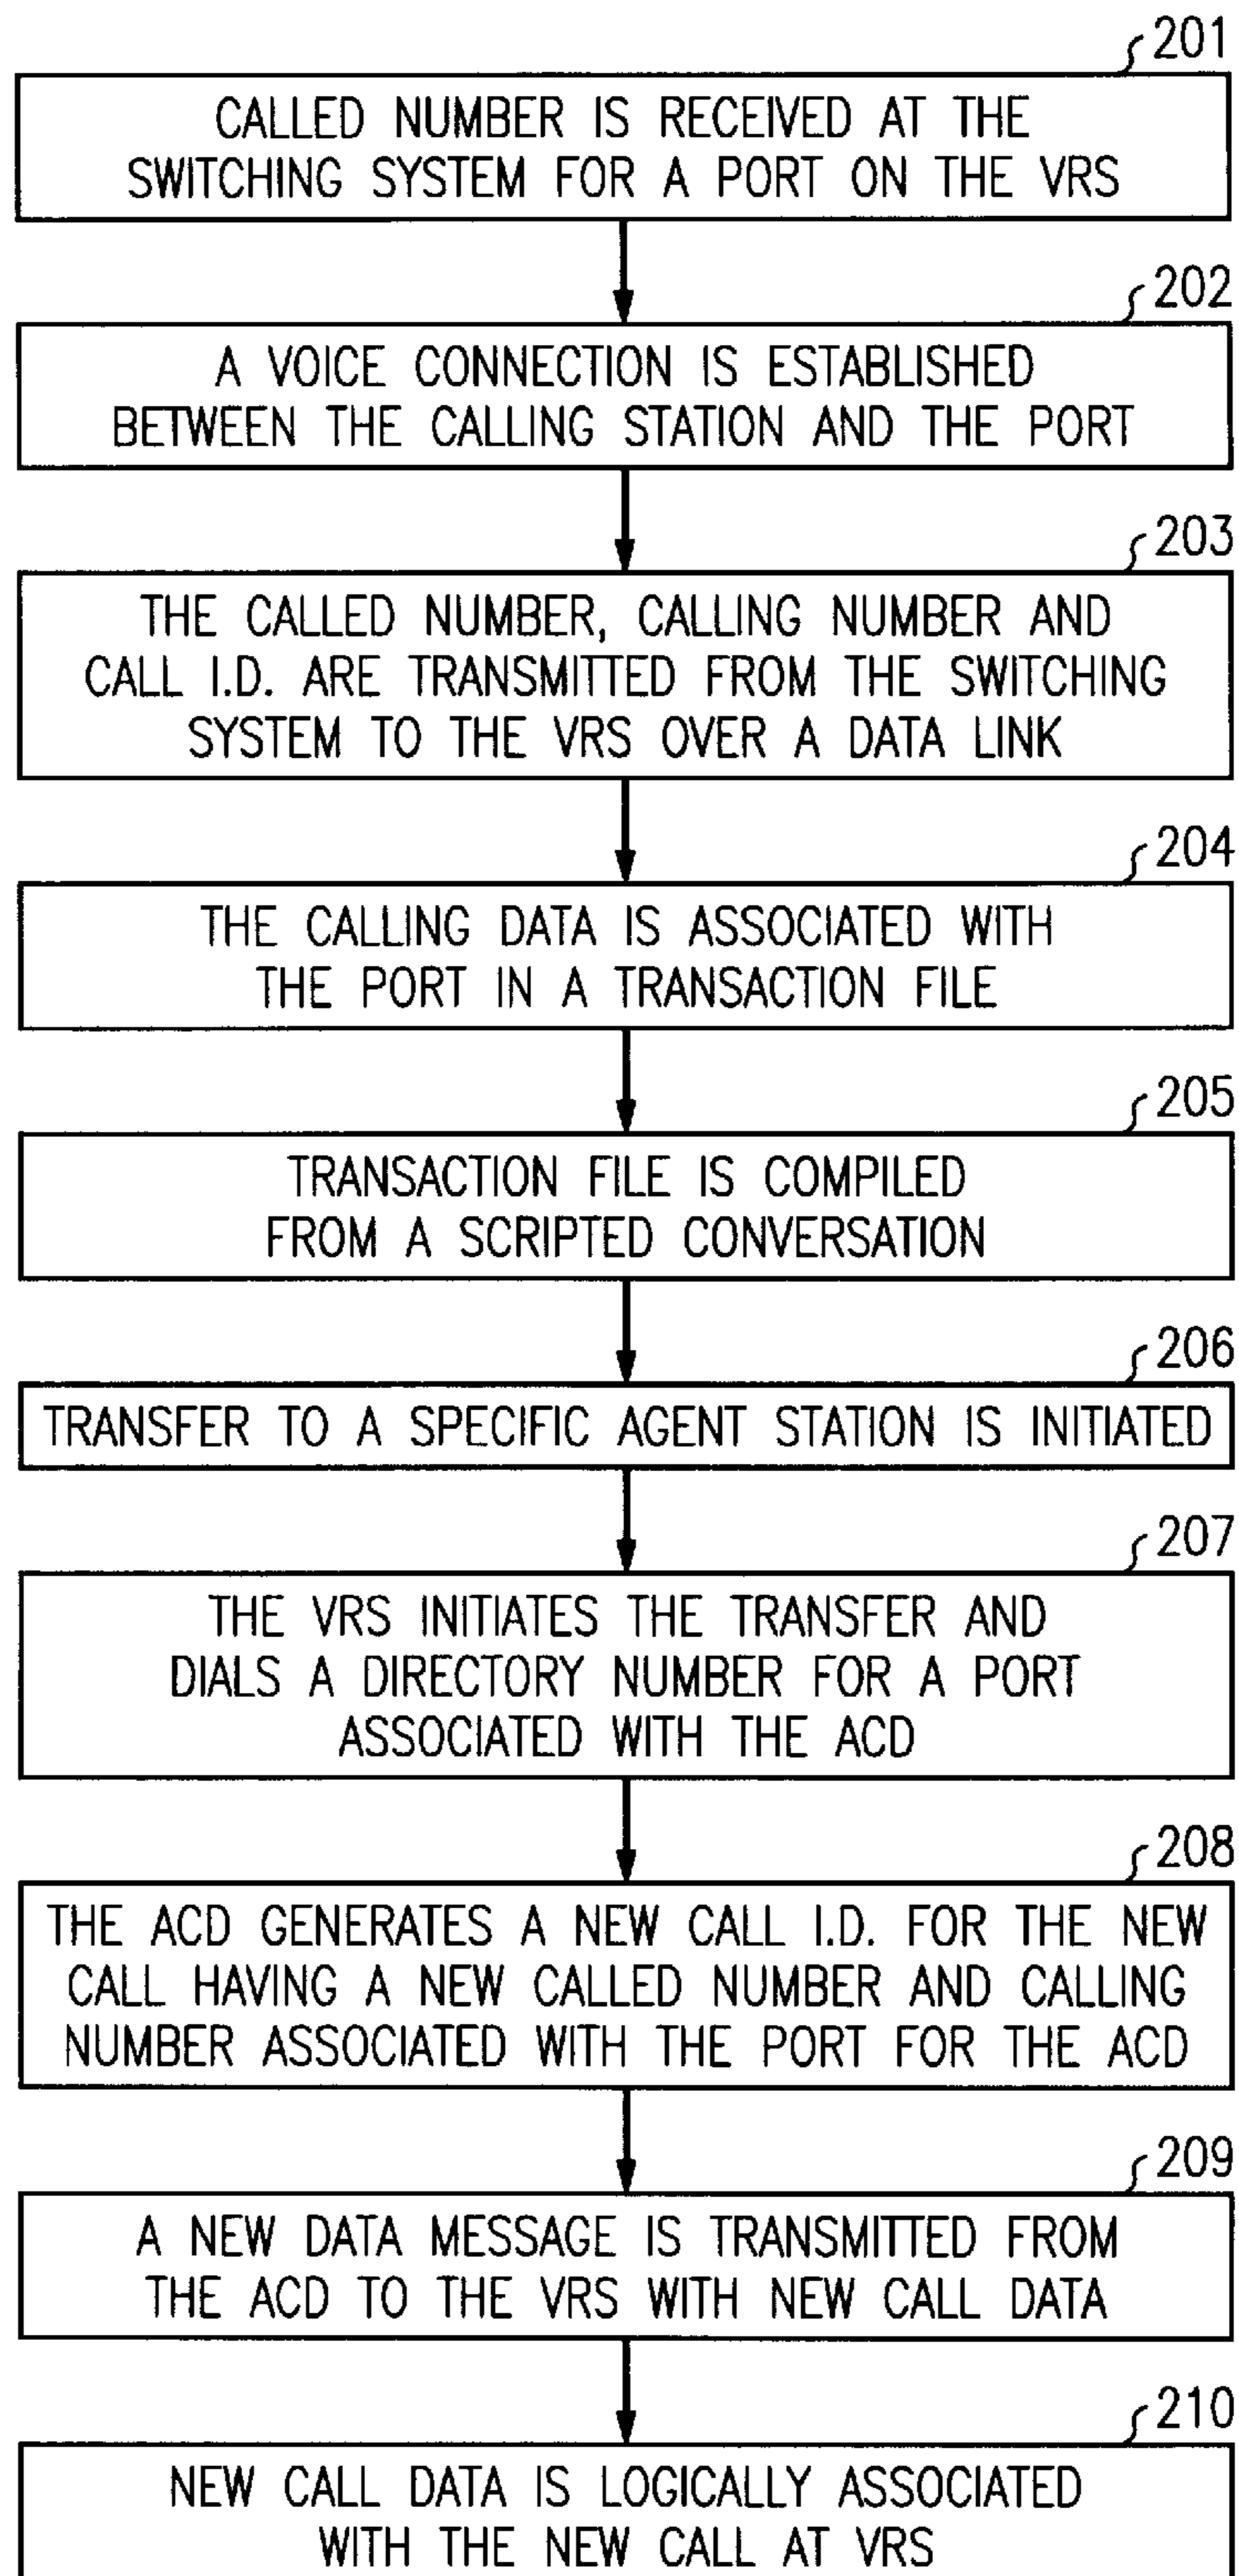 201
CALLED NUMBER IS RECEIVED AT THE
SWITCHING SYSTEM FOR A PORT ON THE VRS
202
A VOICE CONNECTION IS ESTABLISHED
BETWEEN THE CALLING STATION AND THE PORT
203
THE CALLED NUMBER, CALLING NUMBER AND
CALL I.D. ARE TRANSMITTED FROM THE SWITCHING
SYSTEM TO THE VRS OVER A DATA LINK
204
THE CALLING DATA IS ASSOCIATED WITH
THE PORT IN A TRANSACTION FILE
205
TRANSACTION FILE IS COMPILED
FROM A SCRIPTED CONVERSATION
206
TRANSFER TO A SPECIFIC AGENT STATION IS INITIATED
207
THE VRS INITIATES THE TRANSFER AND
DIALS A DIRECTORY NUMBER FOR A PORT
ASSOCIATED WITH THE ACD
208
THE ACD GENERATES A NEW CALL I.D. FOR THE NEW
CALL HAVING A NEW CALLED NUMBER AND CALLING
NUMBER ASSOCIATED WITH THE PORT FOR THE ACD
209
A NEW DATA MESSAGE IS TRANSMITTED FROM
THE ACD TO THE VRS WITH NEW CALL DATA
210
NEW CALL DATA IS LOGICALLY ASSOCIATED
WITH THE NEW CALL AT VRS